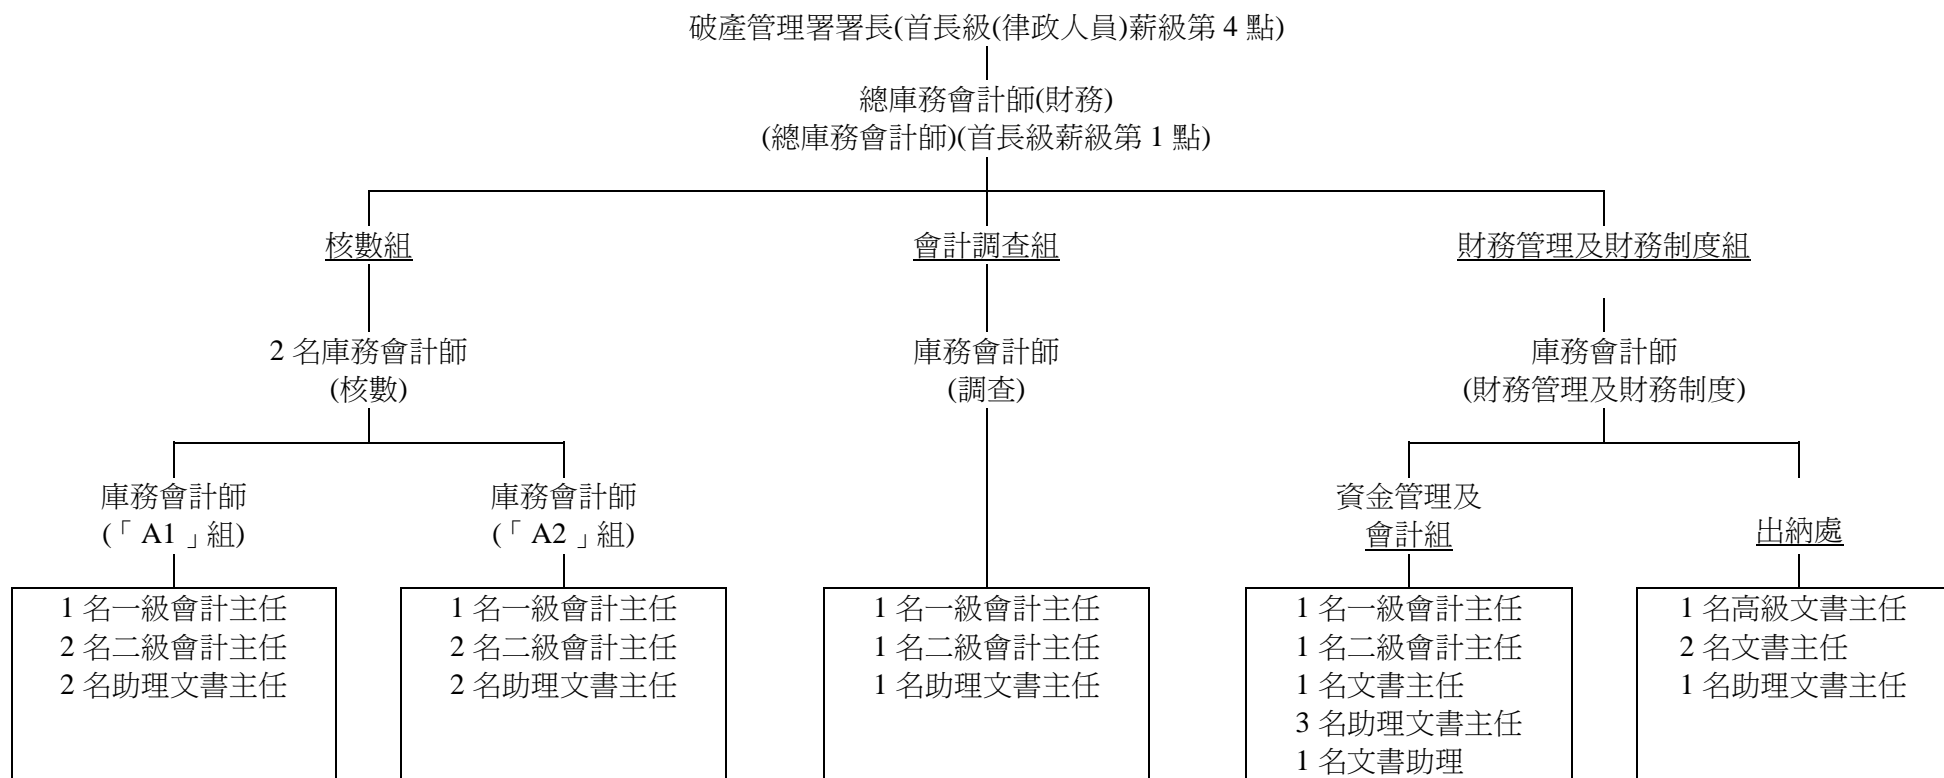 破產管理署署長(首長級(律政人員)薪級第 4 點)
總庫務會計師(財務)
(總庫務會計師)(首長級薪級第 1 點)
核數組
會計調查組
財務管理及財務制度組
2 名庫務會計師
(核數)
庫務會計師
(調查)
庫務會計師
(財務管理及財務制度)
庫務會計師
(「A1」組)
庫務會計師
(「A2」組)
資金管理及
會計組
出納處
1 名一級會計主任
2 名二級會計主任
2 名助理文書主任
1 名一級會計主任
2 名二級會計主任
2 名助理文書主任
1 名一級會計主任
1 名二級會計主任
1 名助理文書主任
1 名一級會計主任
1 名二級會計主任
1 名文書主任
3 名助理文書主任
1 名文書助理
1 名高級文書主任
2 名文書主任
1 名助理文書主任